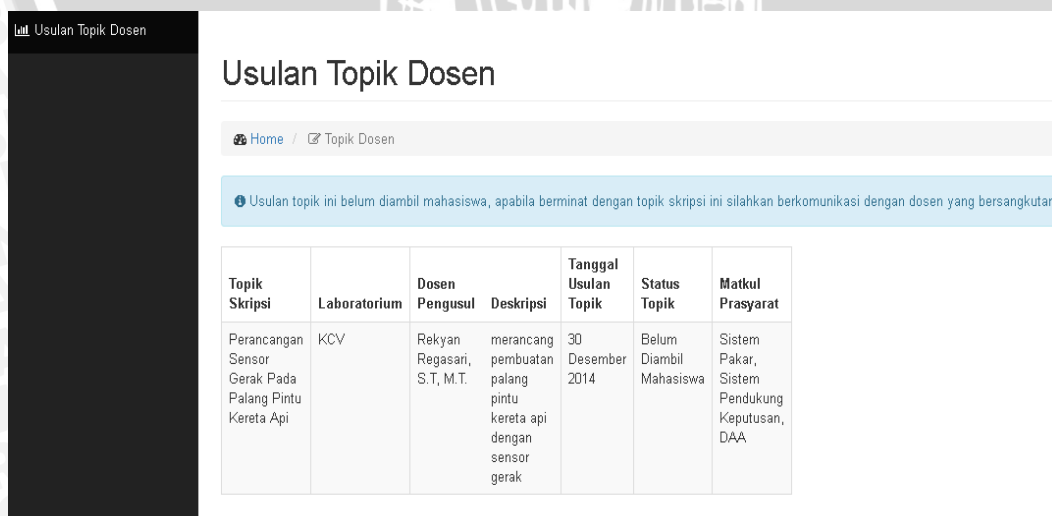 Usulan Topik Dosen
Usulan Topik Dosen
Home / Topik Dosen
Usulan topik ini belum diambil mahasiswa, apabila berminat dengan topik skripsi ini silahkan berkomunikasi dengan dosen yang bersangkutan
Topik Skripsi Laboratorium Dosen Pengusul Deskripsi Tanggal Usulan Topik Status Topik Matkul Prasyarat
Perancangan Sensor Gerak Pada Palang Pintu Kereta Api KCV Rekyan Regasari, S.T, M.T. merancang pembuatan palang pintu kereta api dengan sensor gerak 30 Desember 2014 Belum Diambil Mahasiswa Sistem Pakar, Sistem Pendukung Keputusan, DAA